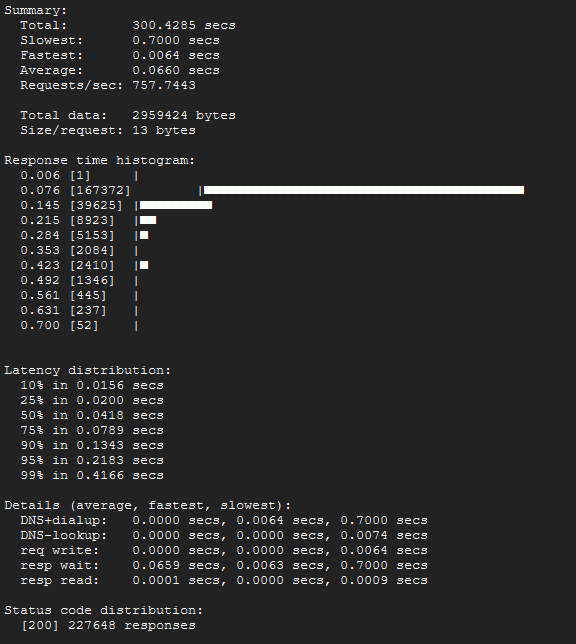 Summary:
  Total:        300.4285 secs
  Slowest:      0.7000 secs
  Fastest:      0.0064 secs
  Average:      0.0660 secs
  Requests/sec: 757.7443

  Total data:   2959424 bytes
  Size/request: 13 bytes

Response time histogram:
  0.006 [1]     |
  0.076 [167372]        |■■■■■■■■■■■■■■■■■■■■■■■■■■■■■■■■■■■■■■■■
  0.145 [39625] |■■■■■■■■■
  0.215 [8923]  |■■
  0.284 [5153]  |■
  0.353 [2084]  |
  0.423 [2410]  |■
  0.492 [1346]  |
  0.561 [445]   |
  0.631 [237]   |
  0.700 [52]    |


Latency distribution:
  10% in 0.0156 secs
  25% in 0.0200 secs
  50% in 0.0418 secs
  75% in 0.0789 secs
  90% in 0.1343 secs
  95% in 0.2183 secs
  99% in 0.4166 secs

Details (average, fastest, slowest):
  DNS+dialup:   0.0000 secs, 0.0064 secs, 0.7000 secs
  DNS-lookup:   0.0000 secs, 0.0000 secs, 0.0074 secs
  req write:    0.0000 secs, 0.0000 secs, 0.0064 secs
  resp wait:    0.0659 secs, 0.0063 secs, 0.7000 secs
  resp read:    0.0001 secs, 0.0000 secs, 0.0009 secs

Status code distribution:
  [200] 227648 responses